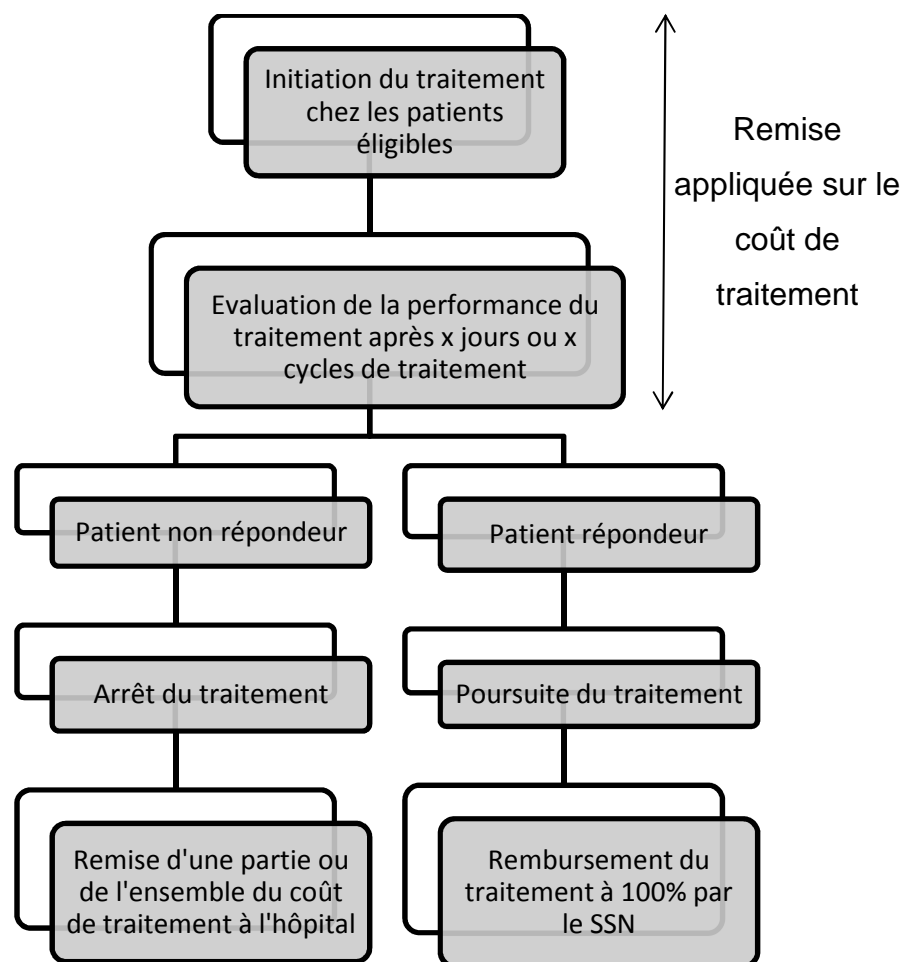 Initiation du traitement
chez les patients
éligibles
Remise
appliquée sur le
coût de
traitement
Evaluation de la performance du
traitement après x jours ou x
cycles de traitement
Patient non répondeur
Patient répondeur
Arrêt du traitement
Poursuite du traitement
Remise d'une partie ou
de l'ensemble du coût
de traitement à l'hôpital
Rembursement du
traitement à 100% par
le SSN